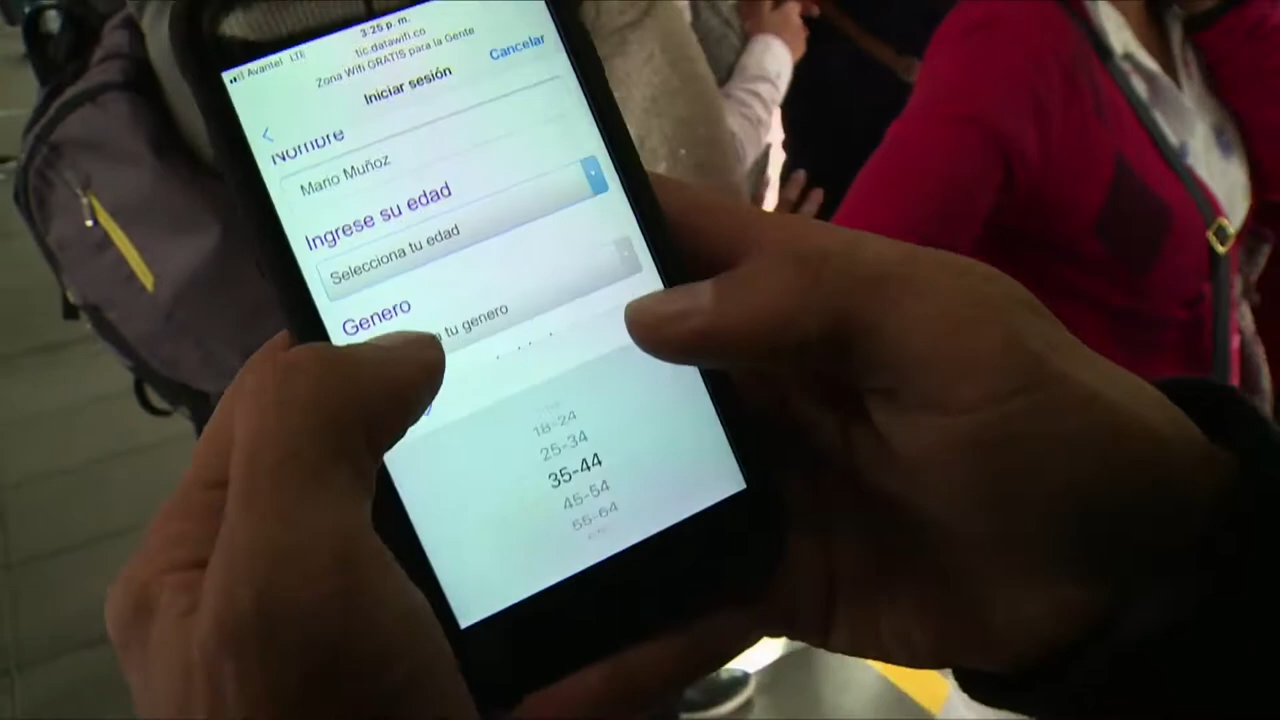 3:25 p. m.
Avantel LTE
tic.datawifi.co
Zona Wifi GRATIS para la Gente
Cancelar
Iniciar sesión
Nombre
Mario Muñoz
Ingrese su edad
Selecciona tu edad
Genero
tu genero
18-24
25-34
35-44
45-54
55-64